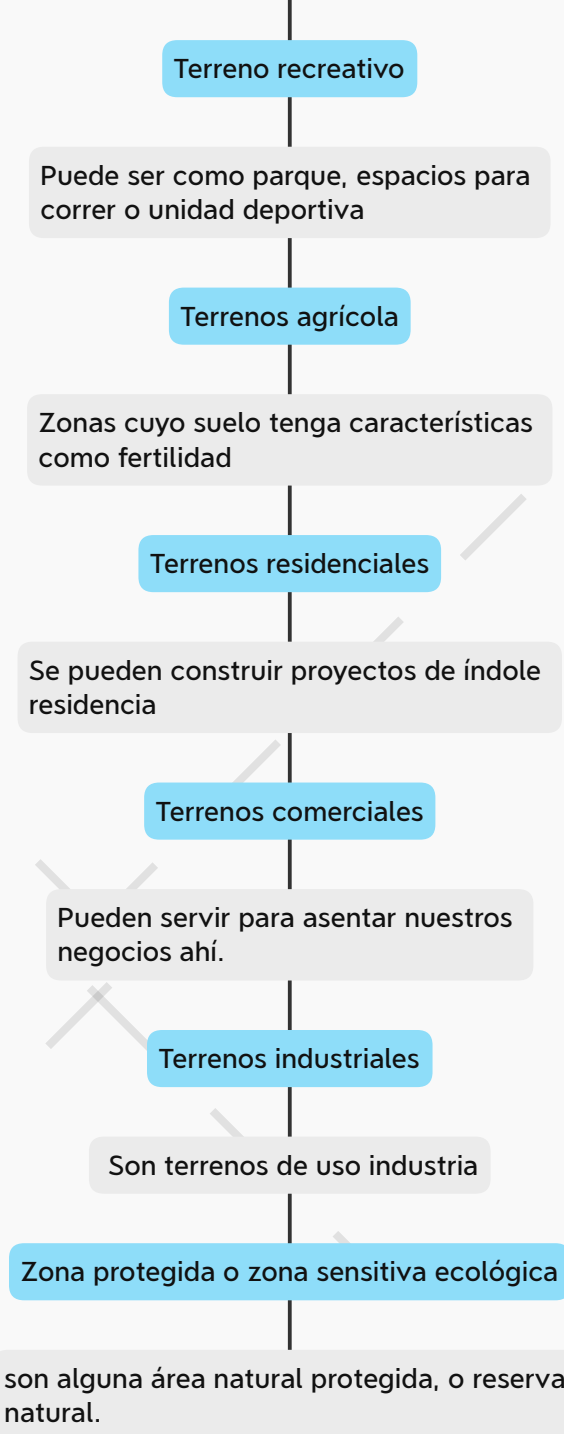 Terreno recreativo
Puede ser como parque, espacios para
correr o unidad deportiva
Terrenos agrícola
Zonas cuyo suelo tenga características
como fertilidad
Terrenos residenciales
Se pueden construir proyectos de índole
residencia
Terrenos comerciales
Pueden servir para asentar nuestros
negocios ahí.
Terrenos industriales
Son terrenos de uso industria
Zona protegida o zona sensitiva ecológica
son alguna área natural protegida, o reserva
natural.